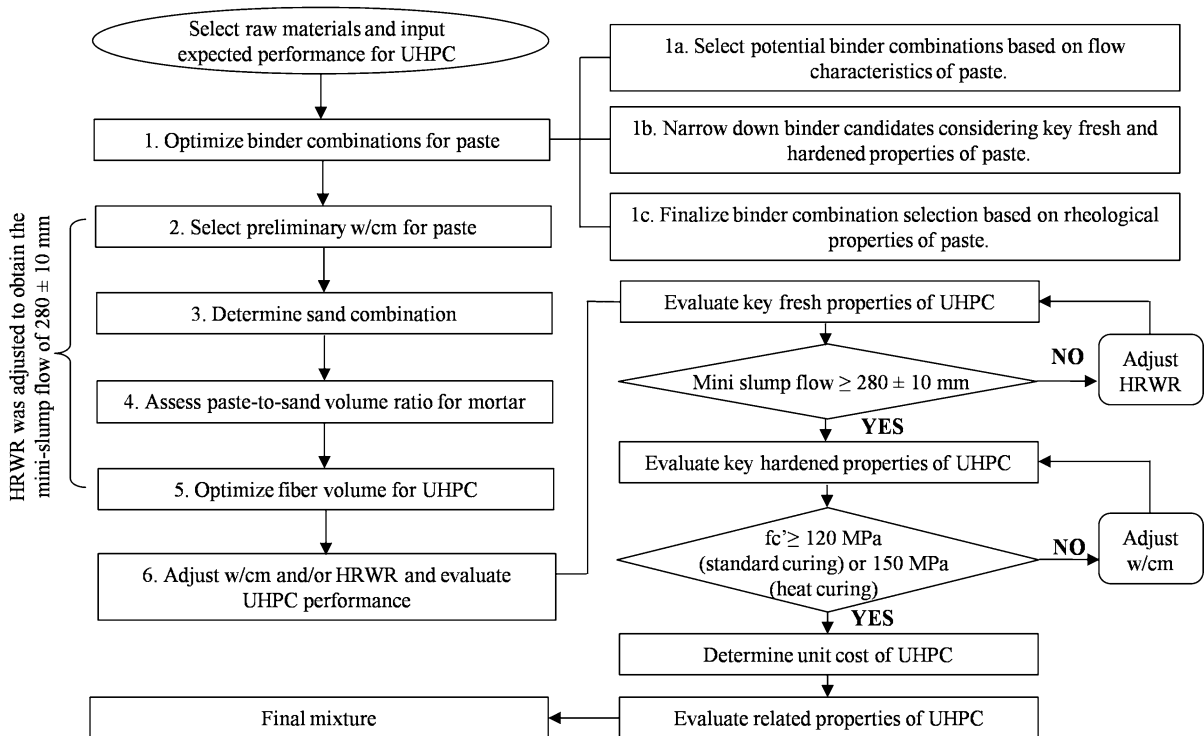 Select raw materials and input
expected performance for UHPC
1. Optimize binder combinations for paste
1a. Select potential binder combinations based on flow
characteristics of paste.
1b. Narrow down binder candidates considering key fresh and
hardened properties of paste.
1c. Finalize binder combination selection based on rheological
properties of paste.
HRWR was adjusted to obtain the
mini-slump flow of 280 ± 10 mm
2. Select preliminary w/cm for paste
3. Determine sand combination
4. Assess paste-to-sand volume ratio for mortar
5. Optimize fiber volume for UHPC
6. Adjust w/cm and/or HRWR and evaluate
UHPC performance
Evaluate key fresh properties of UHPC
Mini slump flow ≥ 280 ± 10 mm
NO
Adjust
HRWR
YES
Evaluate key hardened properties of UHPC
fc’≥ 120 MPa
(standard curing) or 150 MPa
(heat curing)
NO
Adjust
w/cm
YES
Determine unit cost of UHPC
Evaluate related properties of UHPC
Final mixture